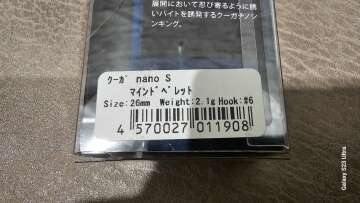 展開において忍び寄るように誘
いバイトを誘発するクーガナノシ
ンキング。
クーガ nano S
マインドペレット
Size:26mm Weight:2.1g Hook:#6
4 570027 011908
Galaxy S23 Ultra